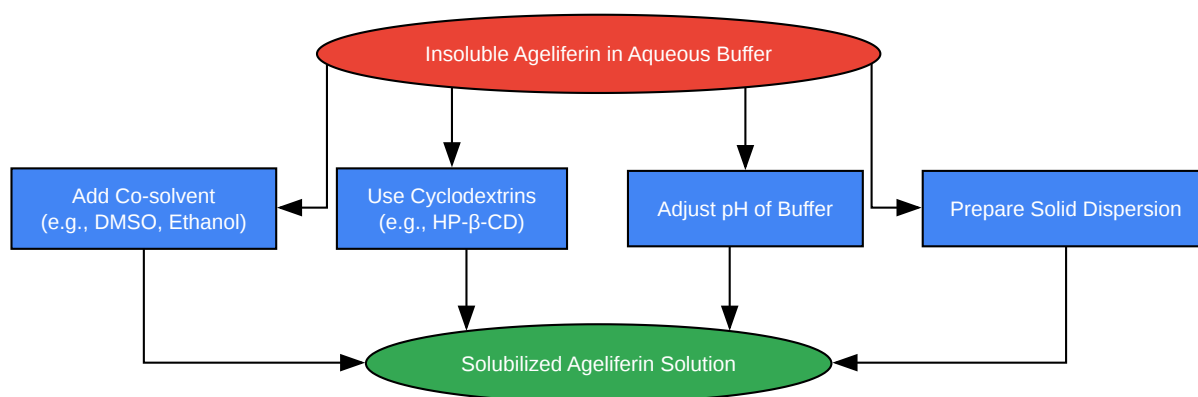 Insoluble Ageliferin in Aqueous Buffer
Add Co-solvent
(e.g., DMSO, Ethanol)
Use Cyclodextrins
(e.g., HP-β-CD)
Adjust pH of Buffer
Prepare Solid Dispersion
Solubilized Ageliferin Solution